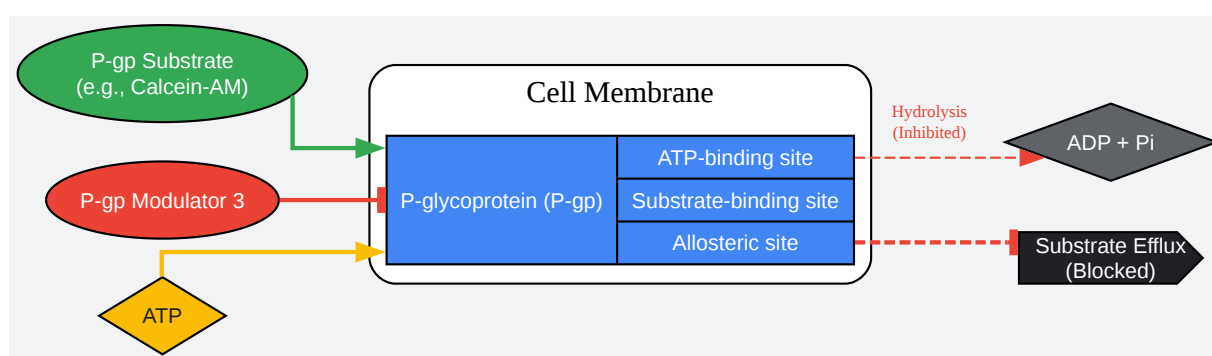 P-gp Substrate
(e.g., Calcein-AM)
P-gp Modulator 3
ATP
Cell Membrane
P-glycoprotein (P-gp)
ATP-binding site
Substrate-binding site
Allosteric site
Hydrolysis
(Inhibited)
ADP + Pi
Substrate Efflux
(Blocked)